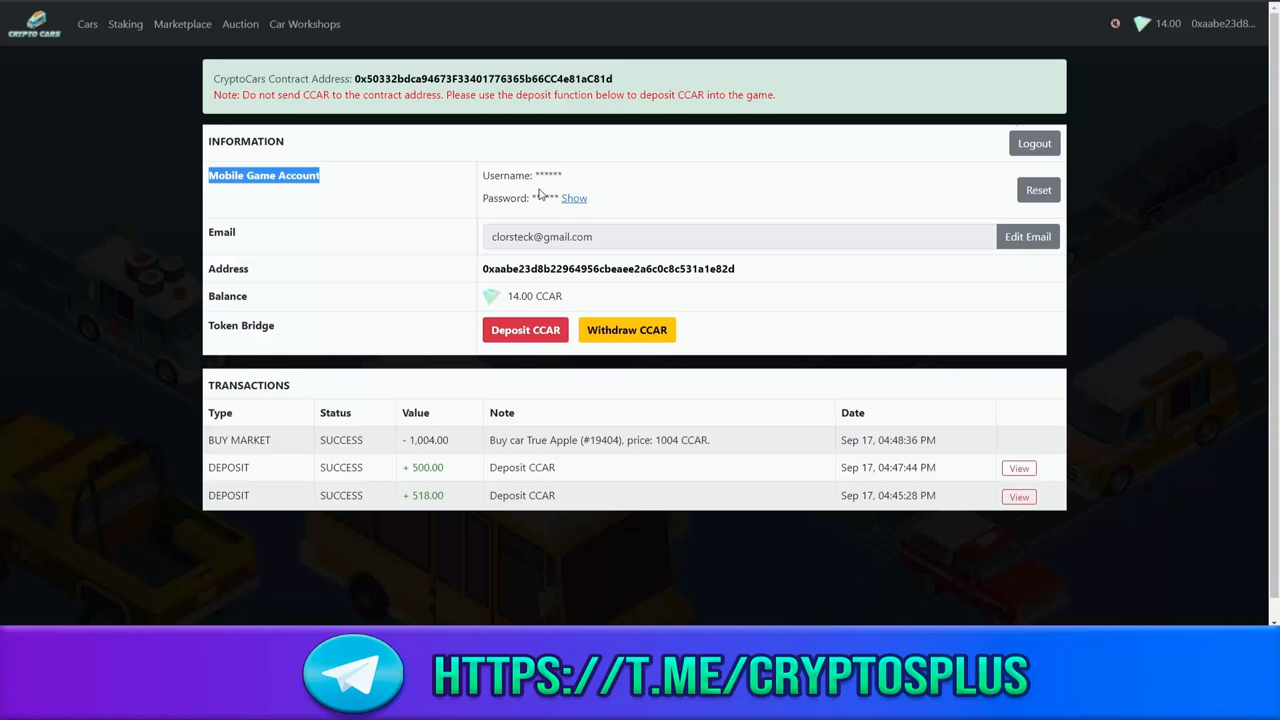 CRYPTO CARS
Cars Staking Marketplace Auction Car Workshops 14.00 0xaabe23d8...
CryptoCars Contract Address: 0x50332bdca94673F33401776365b66CC4e81aC81d
Note: Do not send CCAR to the contract address. Please use the deposit function below to deposit CCAR into the game.
INFORMATION Logout
Mobile Game Account Username: ****** Reset
Password: ****** Show
Email clorsteck@gmail.com Edit Email
Address 0xaabe23d8b22964956cbeaee2a6c0c8c531a1e82d
Balance 14.00 CCAR
Token Bridge Deposit CCAR Withdraw CCAR
TRANSACTIONS
Type Status Value Note Date
BUY MARKET SUCCESS - 1,004.00 Buy car True Apple (#19404), price: 1004 CCAR. Sep 17, 04:48:36 PM
DEPOSIT SUCCESS + 500.00 Deposit CCAR Sep 17, 04:47:44 PM View
DEPOSIT SUCCESS + 518.00 Deposit CCAR Sep 17, 04:45:28 PM View
HTTPS://T.ME/CRYPTOSPLUS